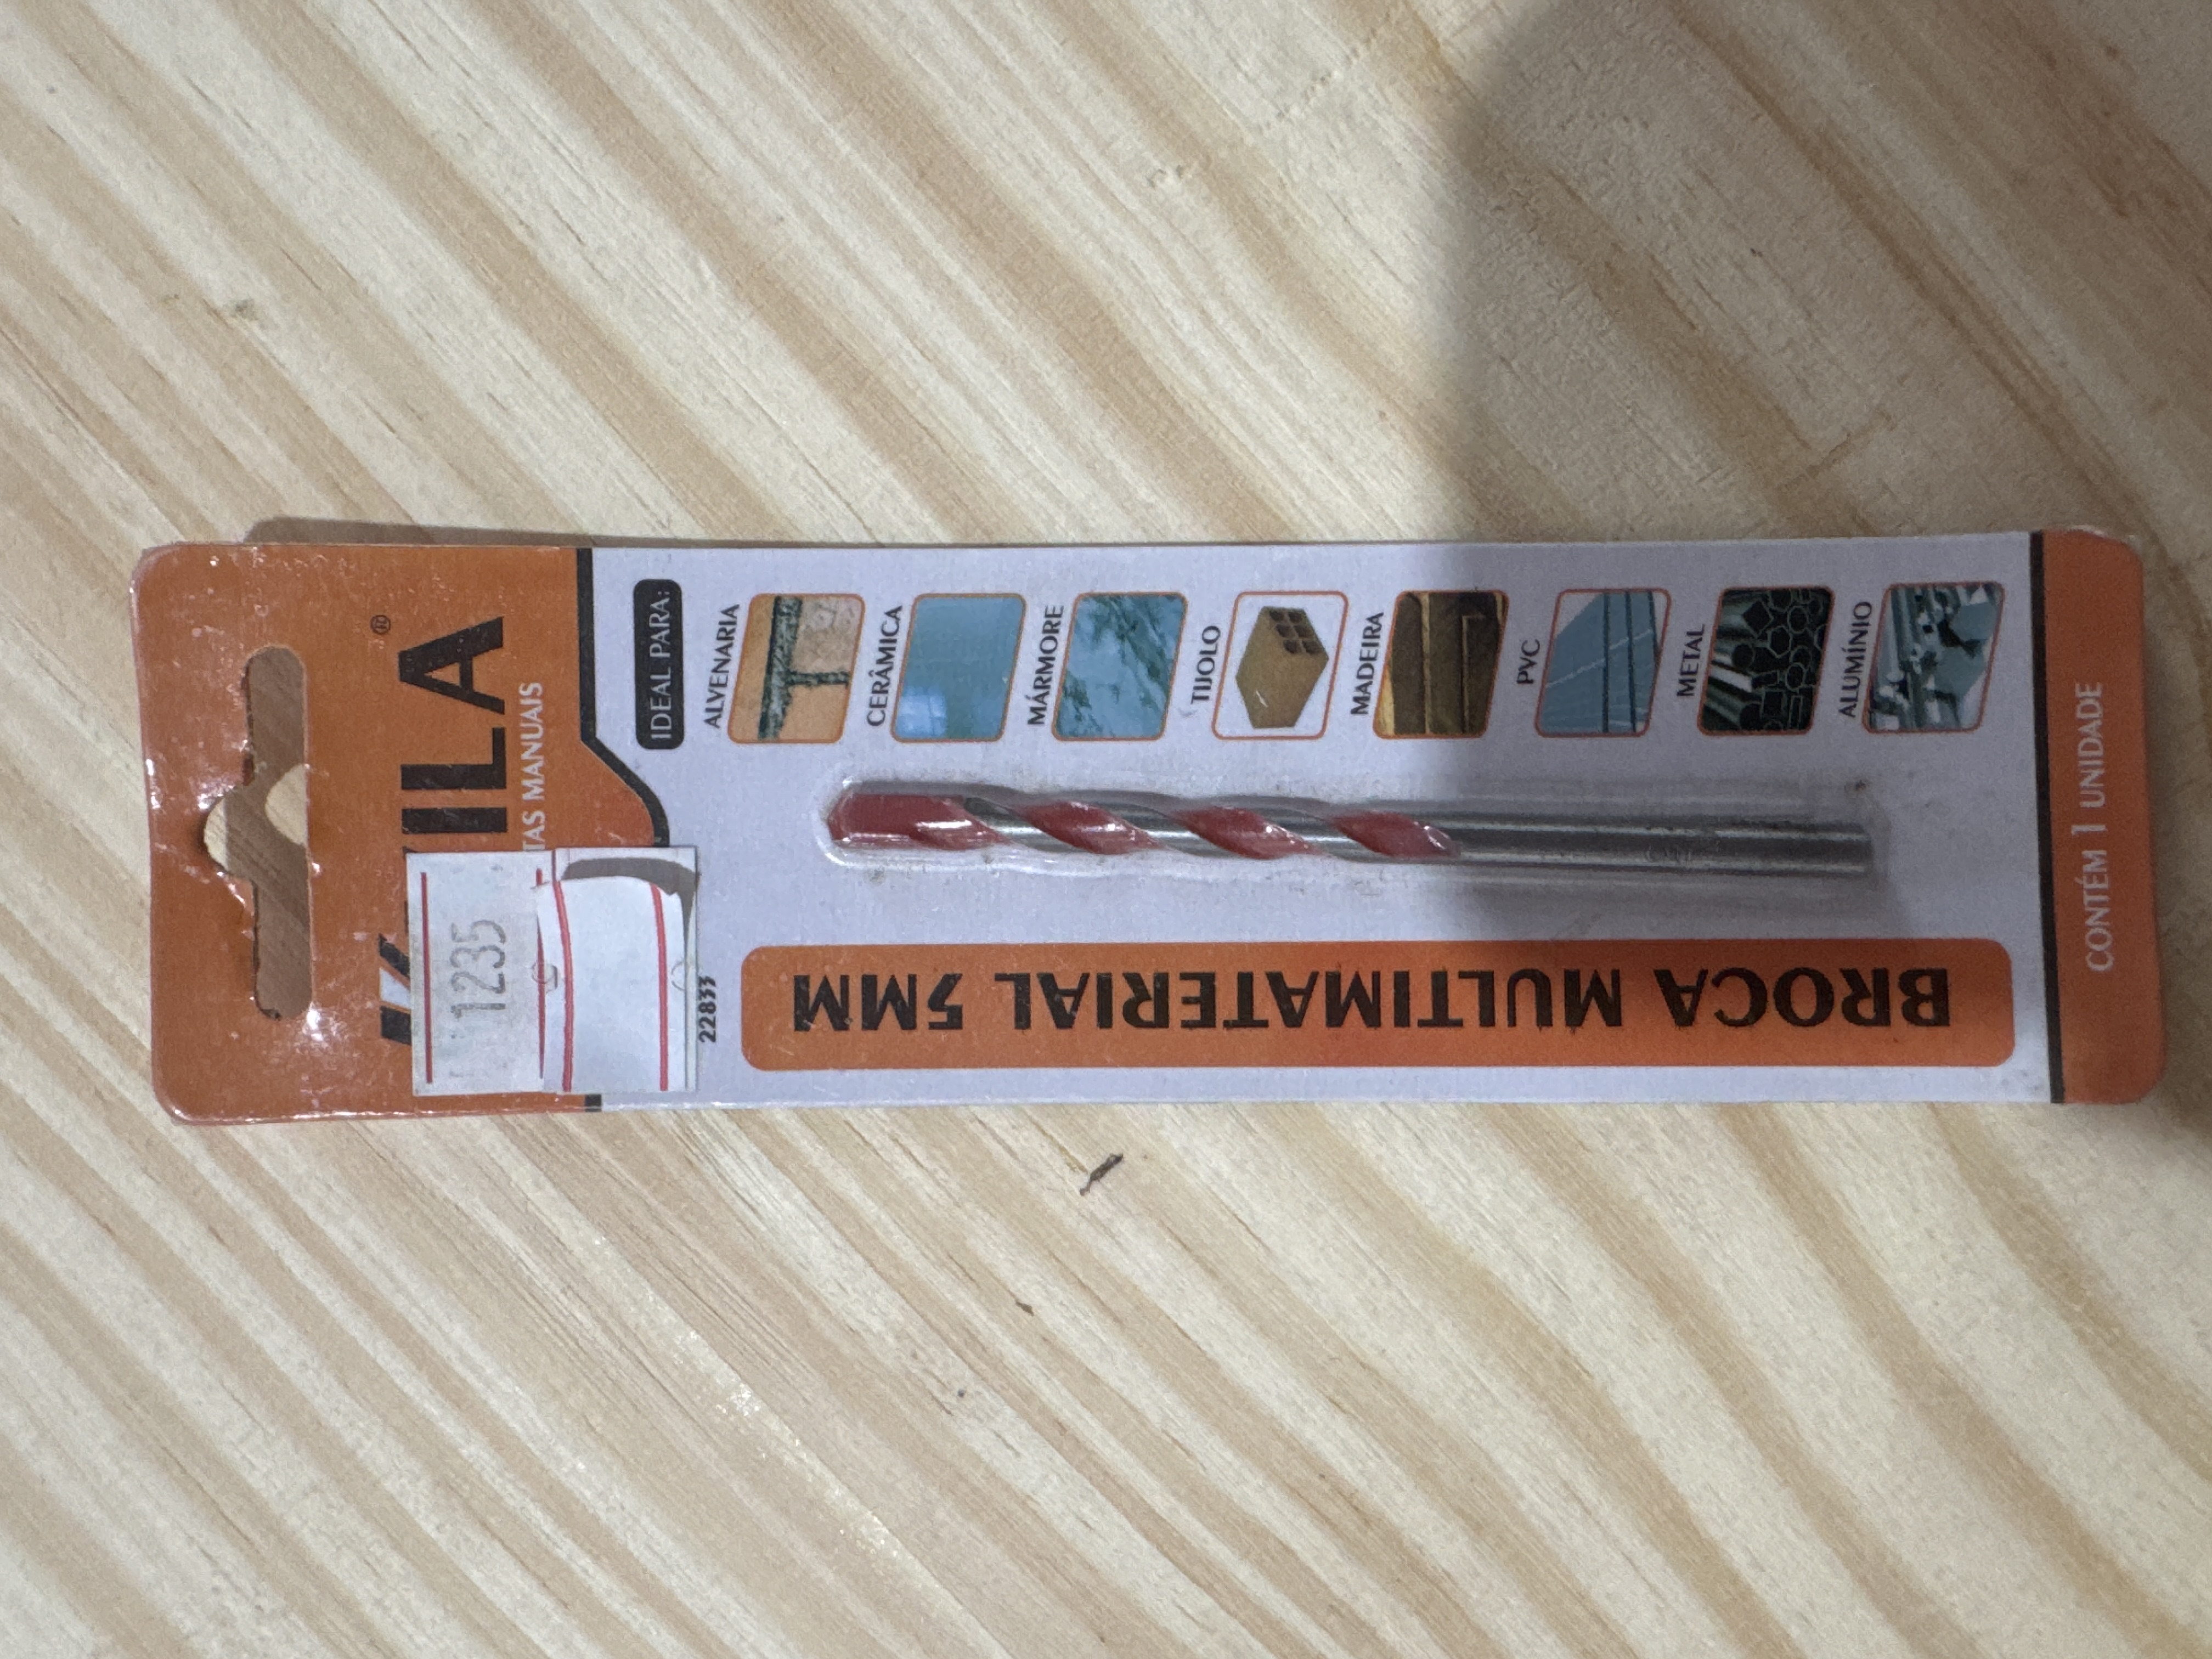 ILA®
TAS MANUAIS
1235
22833
IDEAL PARA:
ALVENARIA
CERÂMICA
MÁRMORE
TIJOLO
MADEIRA
PVC
METAL
ALUMÍNIO
BROCA MULTIMATERIAL 5MM
CONTÉM 1 UNIDADE